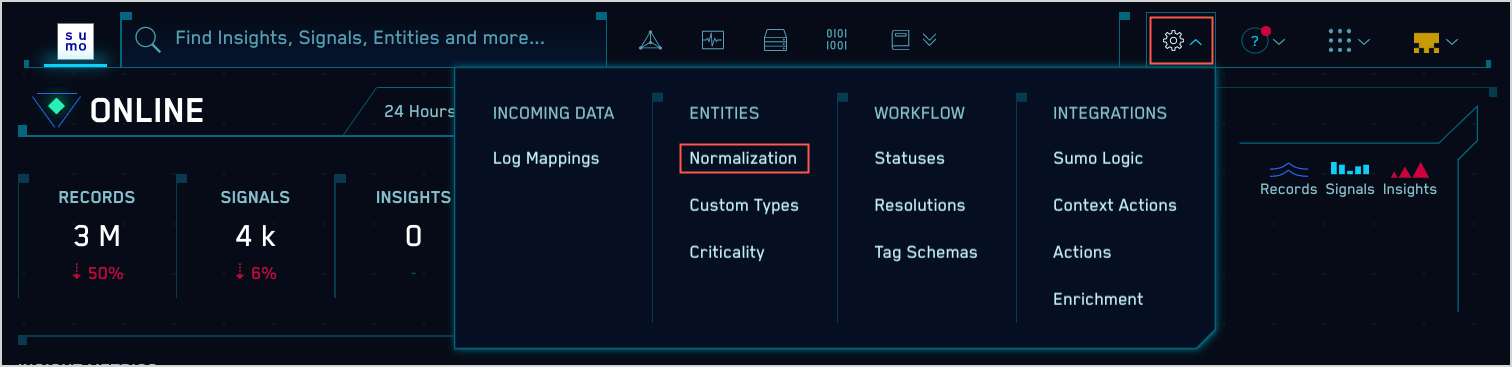 su
mo
Find Insights, Signals, Entities and more...
0101
1001
?
ONLINE
24 Hours
INCOMING DATA
Log Mappings
ENTITIES
Normalization
Custom Types
Criticality
WORKFLOW
Statuses
Resolutions
Tag Schemas
INTEGRATIONS
Sumo Logic
Context Actions
Actions
Enrichment
Records Signals Insights
RECORDS
3 M
50%
SIGNALS
4 k
6%
INSIGHTS
0
-
INSIGHT METRICS